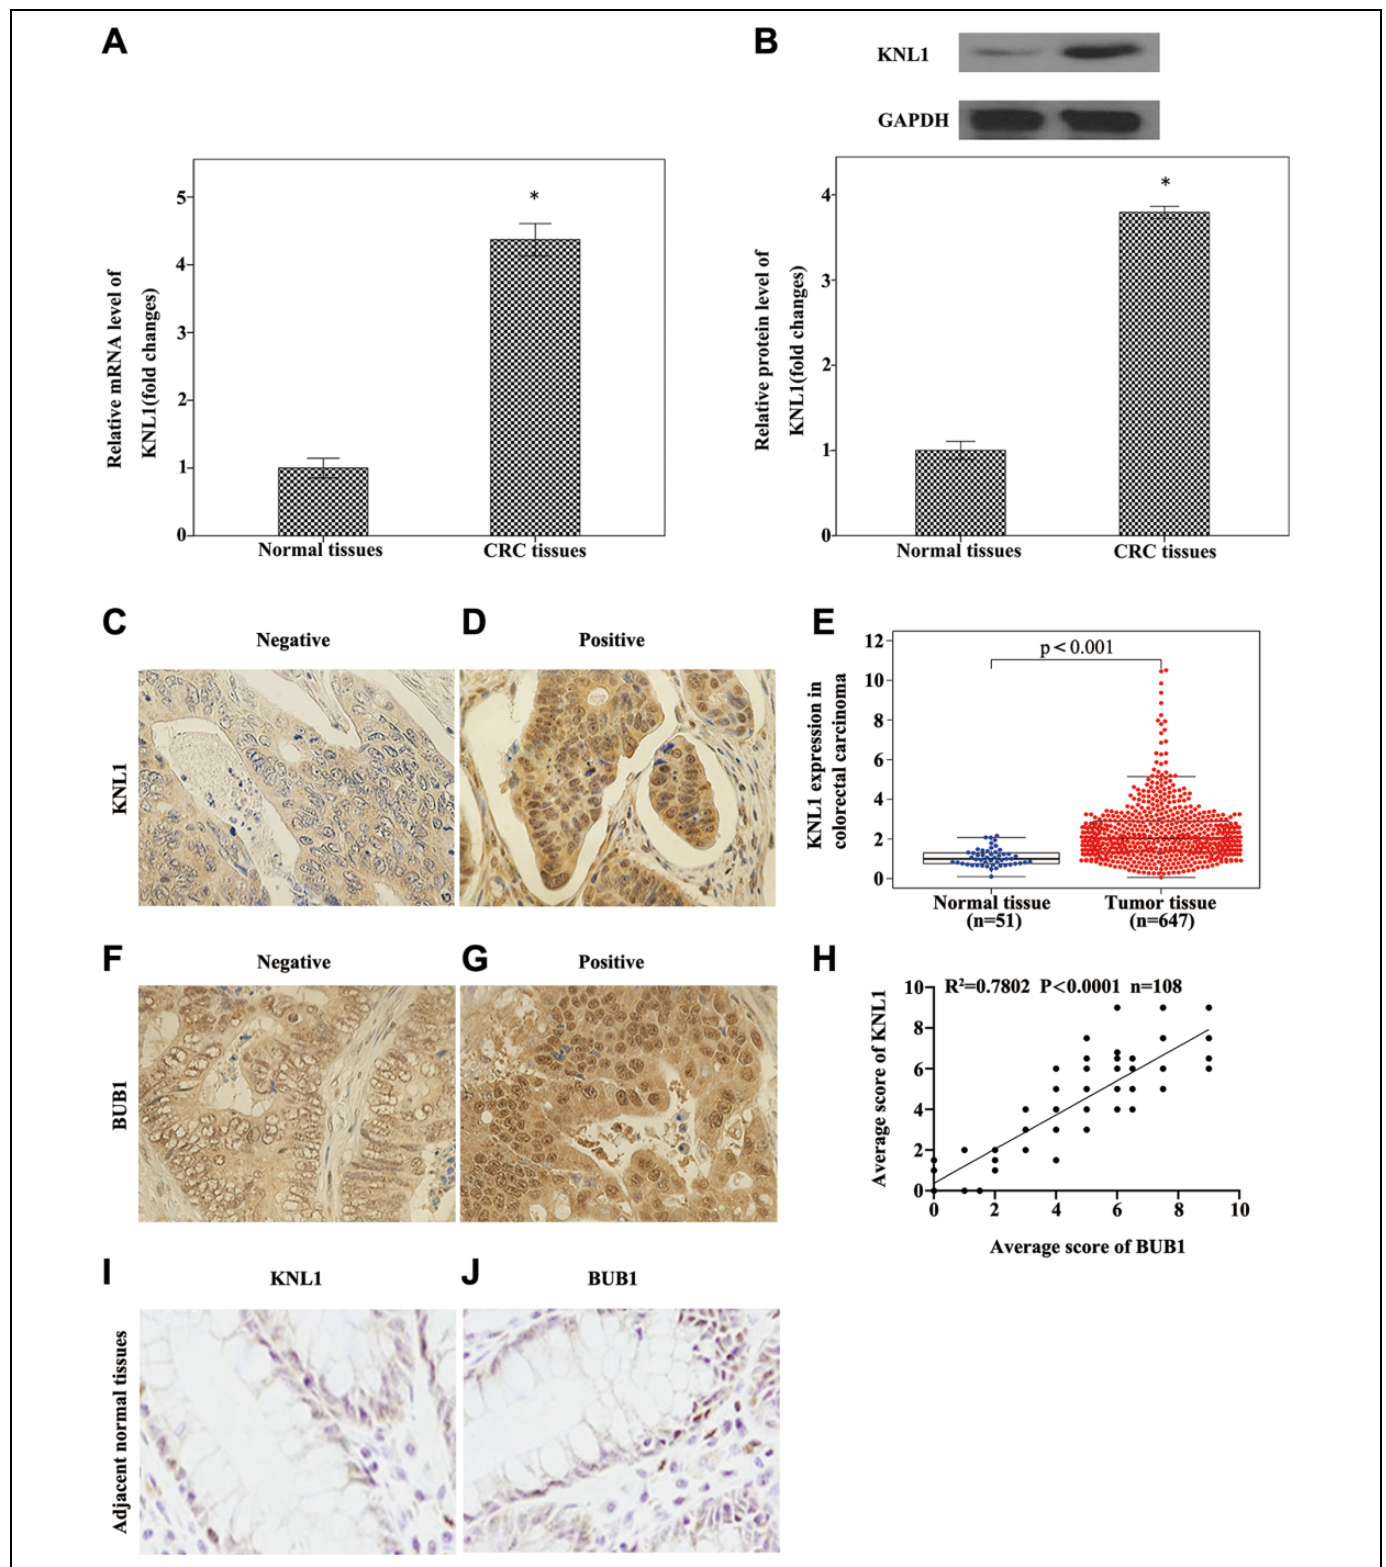 A
B
KNL1
GAPDH
Relative mRNA level of
KNL1(fold changes)
5
4
3
2
1
0
*
Normal tissues
CRC tissues
Relative protein level of
KNL1(fold changes)
4
3
2
1
0
*
Normal tissues
CRC tissues
C
Negative
D
Positive
KNL1
E
KNL1 expression in
colorectal carcinoma
12
10
8
6
4
2
0
p < 0.001
Normal tissue
(n=51)
Tumor tissue
(n=647)
F
Negative
G
Positive
BUB1
H
R²=0.7802 P<0.0001 n=108
Average score of KNL1
10
8
6
4
2
0
0 2 4 6 8 10
Average score of BUB1
I
KNL1
J
BUB1
Adjacent normal tissues